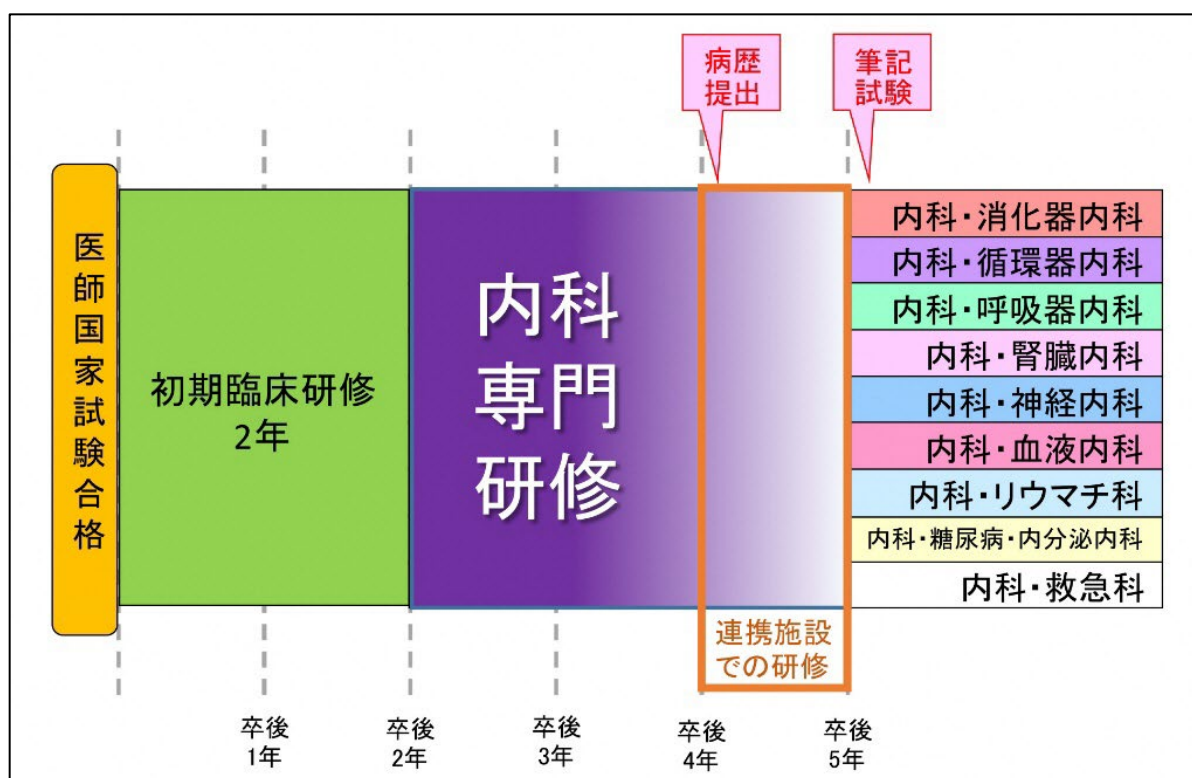 病歴
提出
筆記
試験
医師国家試験合格
初期臨床研修
2年
内科
専門
研修
内科・消化器内科
内科・循環器内科
内科・呼吸器内科
内科・腎臓内科
内科・神経内科
内科・血液内科
内科・リウマチ科
内科・糖尿病・内分泌内科
内科・救急科
連携施設
での研修
卒後
1年
卒後
2年
卒後
3年
卒後
4年
卒後
5年